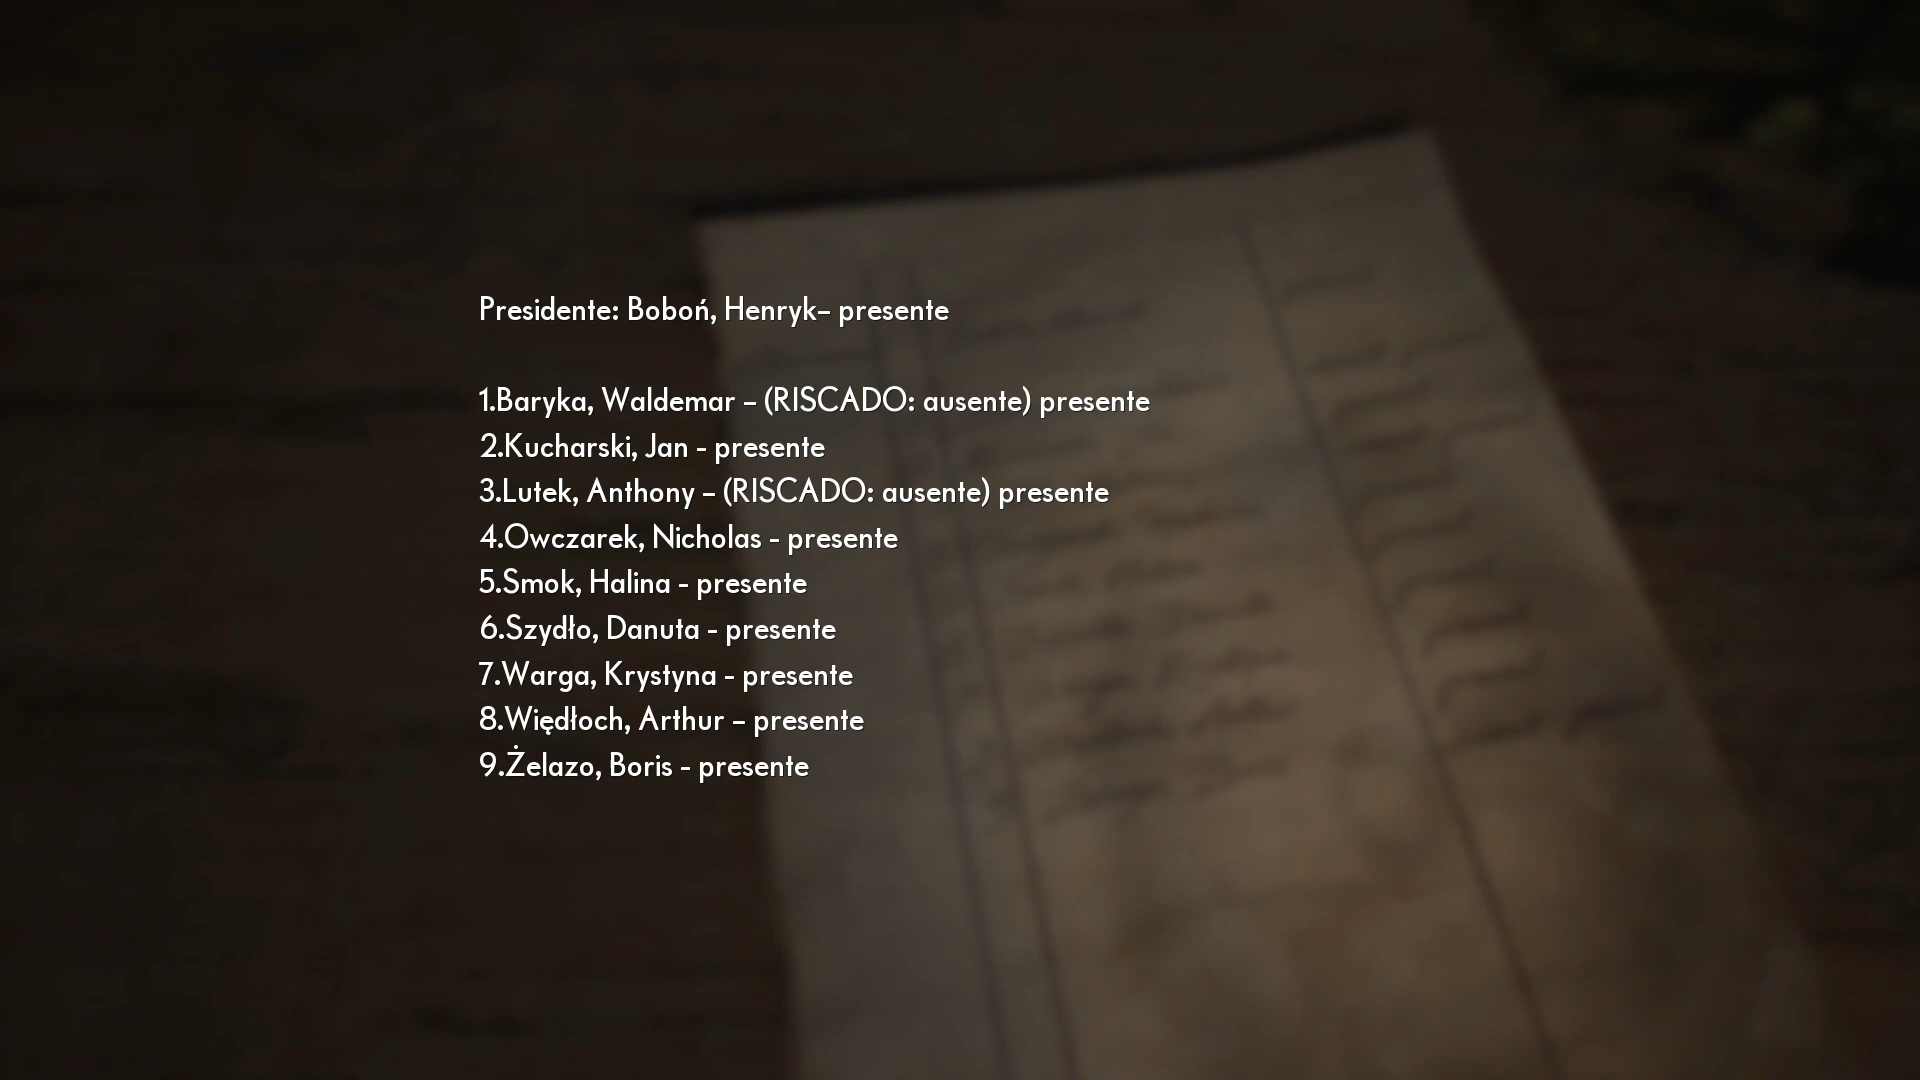 Presidente: Boboń, Henryk– presente
1.Baryka, Waldemar – (RISCADO: ausente) presente
2.Kucharski, Jan - presente
3.Lutek, Anthony – (RISCADO: ausente) presente
4.Owczarek, Nicholas - presente
5.Smok, Halina - presente
6.Szydło, Danuta - presente
7.Warga, Krystyna - presente
8.Więdłoch, Arthur – presente
9.Żelazo, Boris - presente